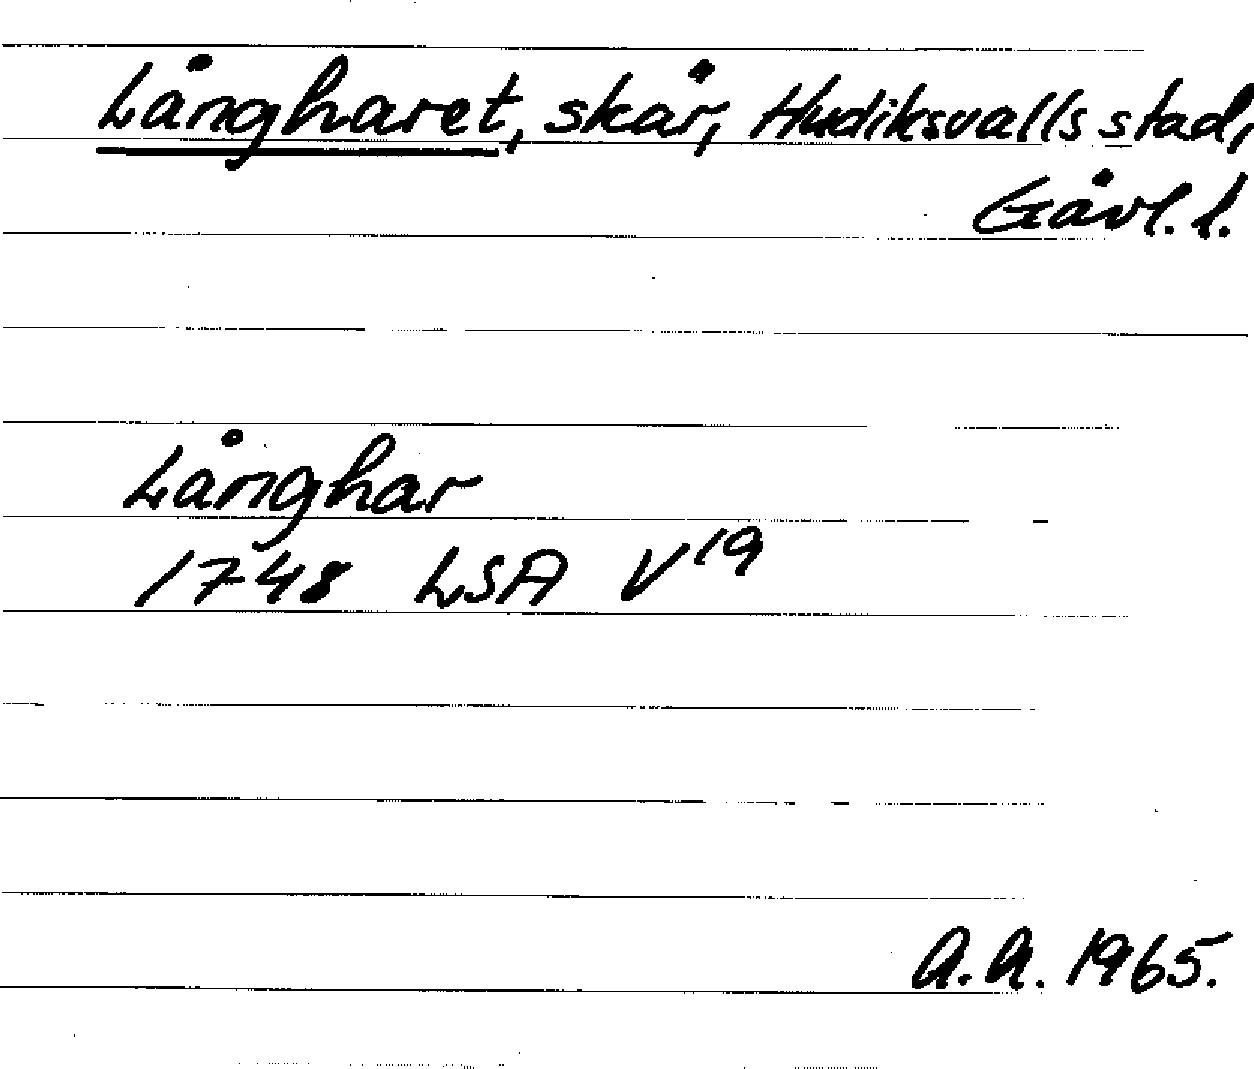 Långharet, skär, Hudiksvalls stad,
Gävl. l.
Långhar
1748 LSA V¹⁹
A.A. 1965.